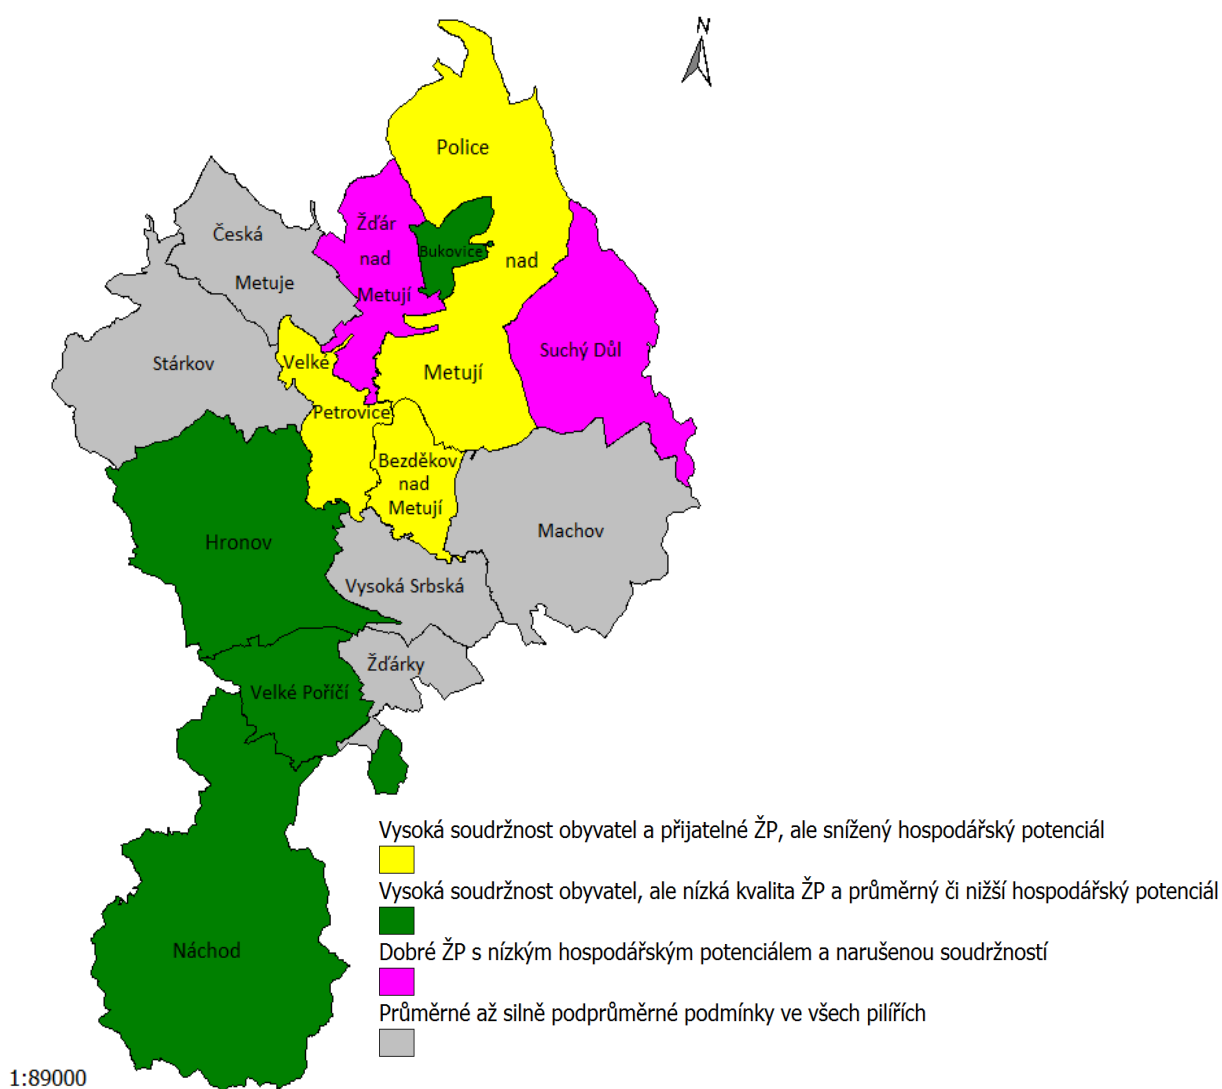 N
Police
Žďár
nad
Metují
Česká
Metuje
Bukovice
nad
Stárkov
Velké
Metují
Suchý Důl
Petrovice
Bezděkov
nad
Metují
Hronov
Machov
Vysoká Srbská
Žďárky
Velké Poříčí
Náchod
Vysoká soudržnost obyvatel a přijatelné ŽP, ale snížený hospodářský potenciál
Vysoká soudržnost obyvatel, ale nízká kvalita ŽP a průměrný či nižší hospodářský potenciál
Dobré ŽP s nízkým hospodářským potenciálem a narušenou soudržností
Průměrné až silně podprůměrné podmínky ve všech pilířích
1:89000